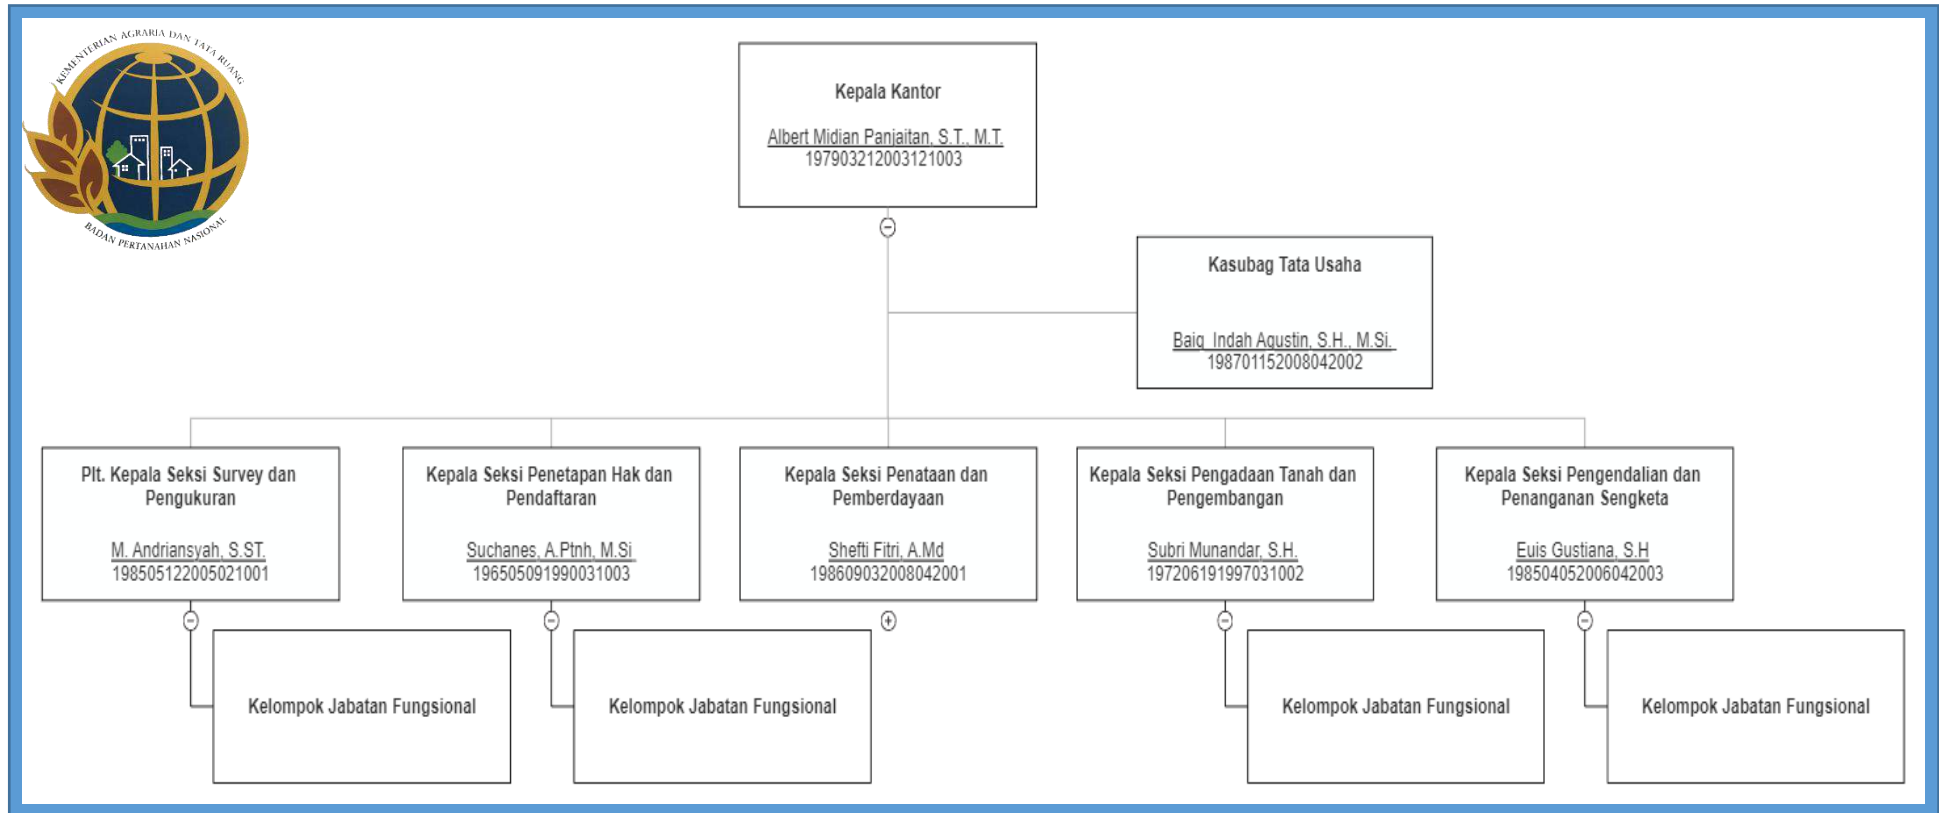 KEMENTERIAN AGRARIA DAN TATA RUANG
BADAN PERTANAHAN NASIONAL
Kepala Kantor
Albert Midian Panjaitan, S.T., M.T.
197903212003121003
Kasubag Tata Usaha
Baiq Indah Agustin, S.H., M.Si.
198701152008042002
Plt. Kepala Seksi Survey dan
Pengukuran
M. Andriansyah, S.ST.
198505122005021001
Kepala Seksi Penetapan Hak dan
Pendaftaran
Suchanes, A.Ptnh, M.Si
196505091990031003
Kepala Seksi Penataan dan
Pemberdayaan
Shefti Fitri, A.Md
198609032008042001
Kepala Seksi Pengadaan Tanah dan
Pengembangan
Subri Munandar, S.H.
197206191997031002
Kepala Seksi Pengendalian dan
Penanganan Sengketa
Euis Gustiana, S.H
198504052006042003
Kelompok Jabatan Fungsional
Kelompok Jabatan Fungsional
Kelompok Jabatan Fungsional
Kelompok Jabatan Fungsional